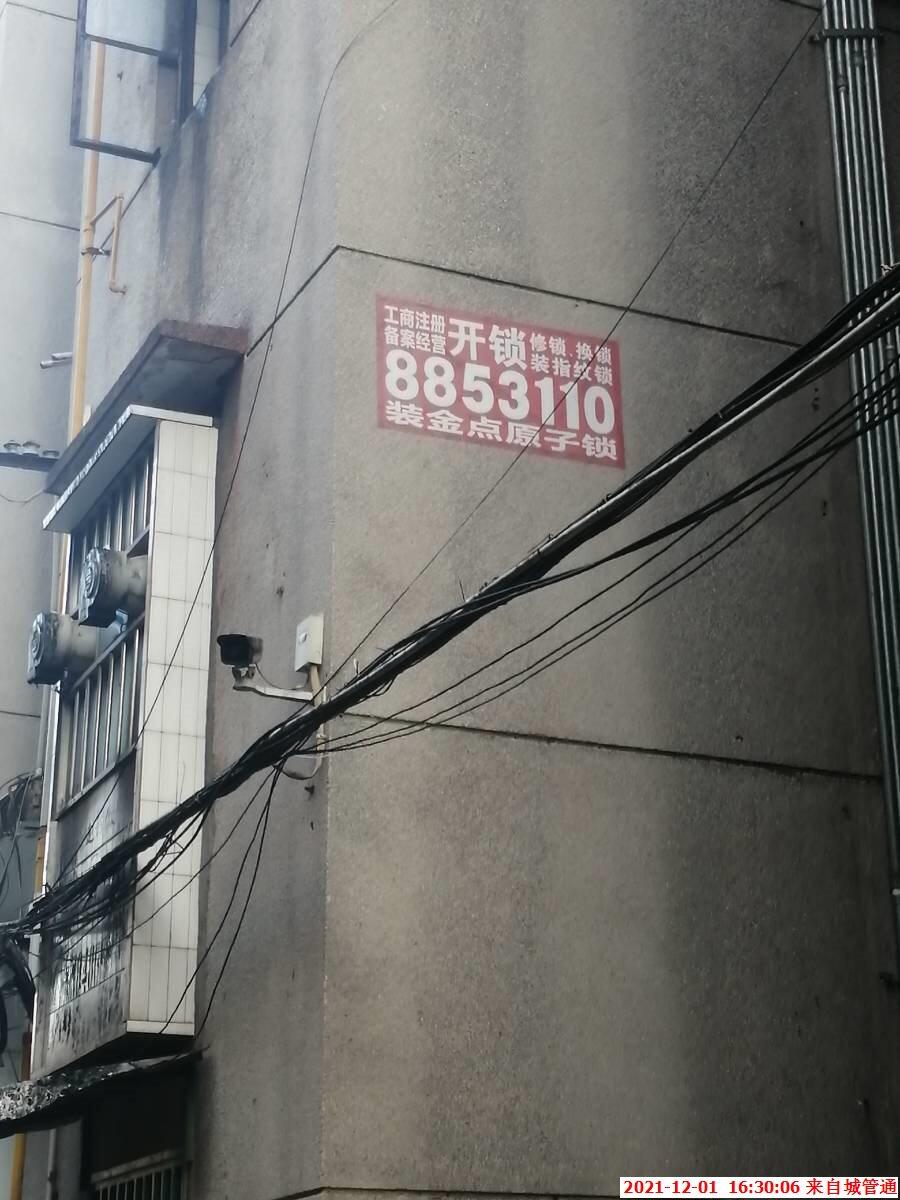 工商注册
备案经营
开锁
修锁、换锁
装指纹锁
8853110
装金点原子锁
2021-12-01 16:30:06 来自城管通